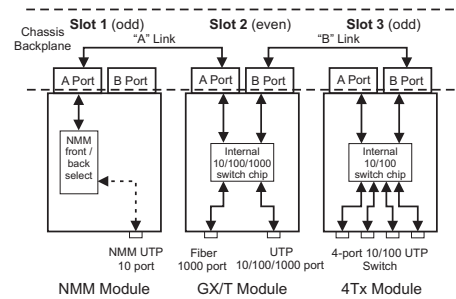 Slot 1 (odd)
Slot 2 (even)
Slot 3 (odd)
Chassis
Backplane
“A” Link
“B” Link
A Port
B Port
A Port
B Port
A Port
B Port
NMM
front /
back
select
Internal
10/100/1000
switch chip
Internal
10/100
switch chip
NMM UTP
10 port
Fiber
1000 port
UTP
10/100/1000 port
4-port 10/100 UTP
Switch
NMM Module
GX/T Module
4Tx Module